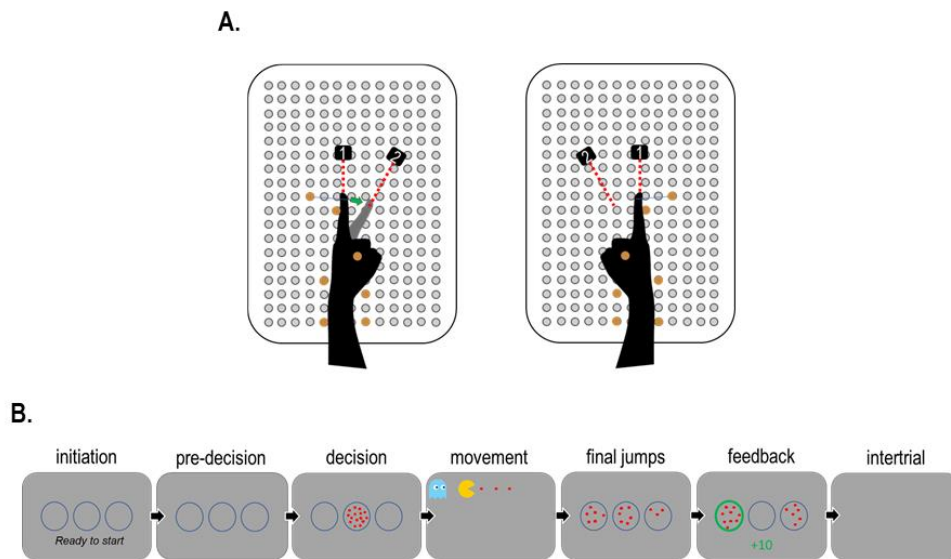 A.
1 2
2 1
B.
initiation pre-decision decision movement final jumps feedback intertrial
Ready to start
+10